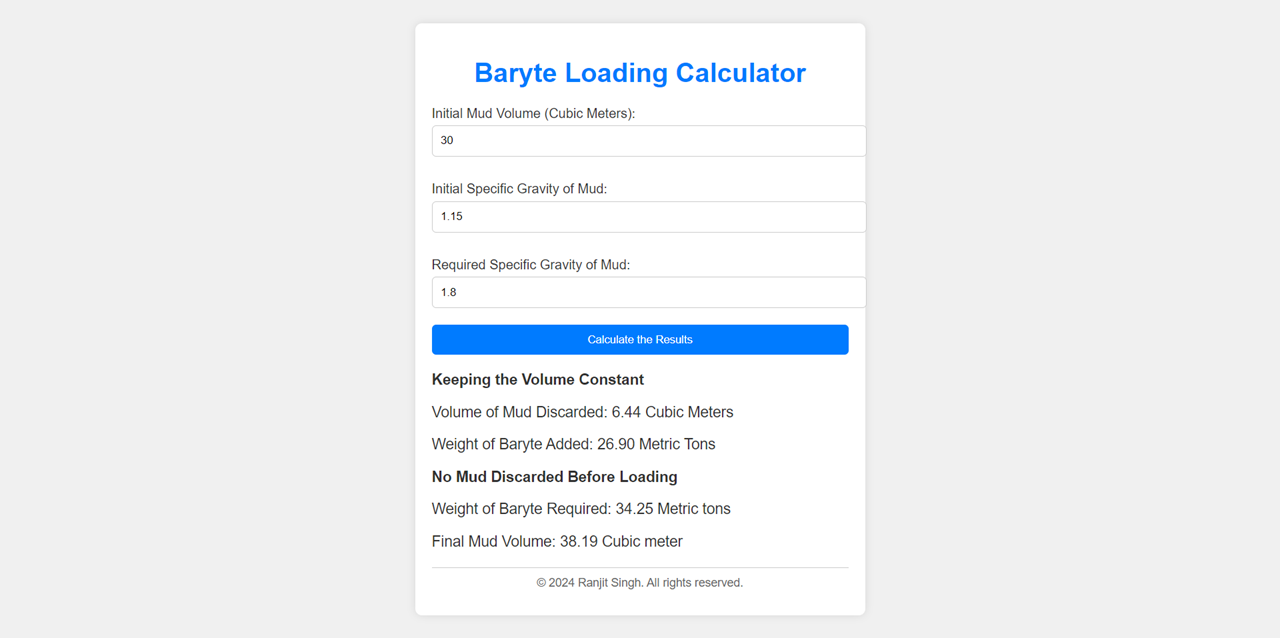 Baryte Loading Calculator
Initial Mud Volume (Cubic Meters):
30
Initial Specific Gravity of Mud:
1.15
Required Specific Gravity of Mud:
1.8
Calculate the Results
Keeping the Volume Constant
Volume of Mud Discarded: 6.44 Cubic Meters
Weight of Baryte Added: 26.90 Metric Tons
No Mud Discarded Before Loading
Weight of Baryte Required: 34.25 Metric tons
Final Mud Volume: 38.19 Cubic meter
© 2024 Ranjit Singh. All rights reserved.